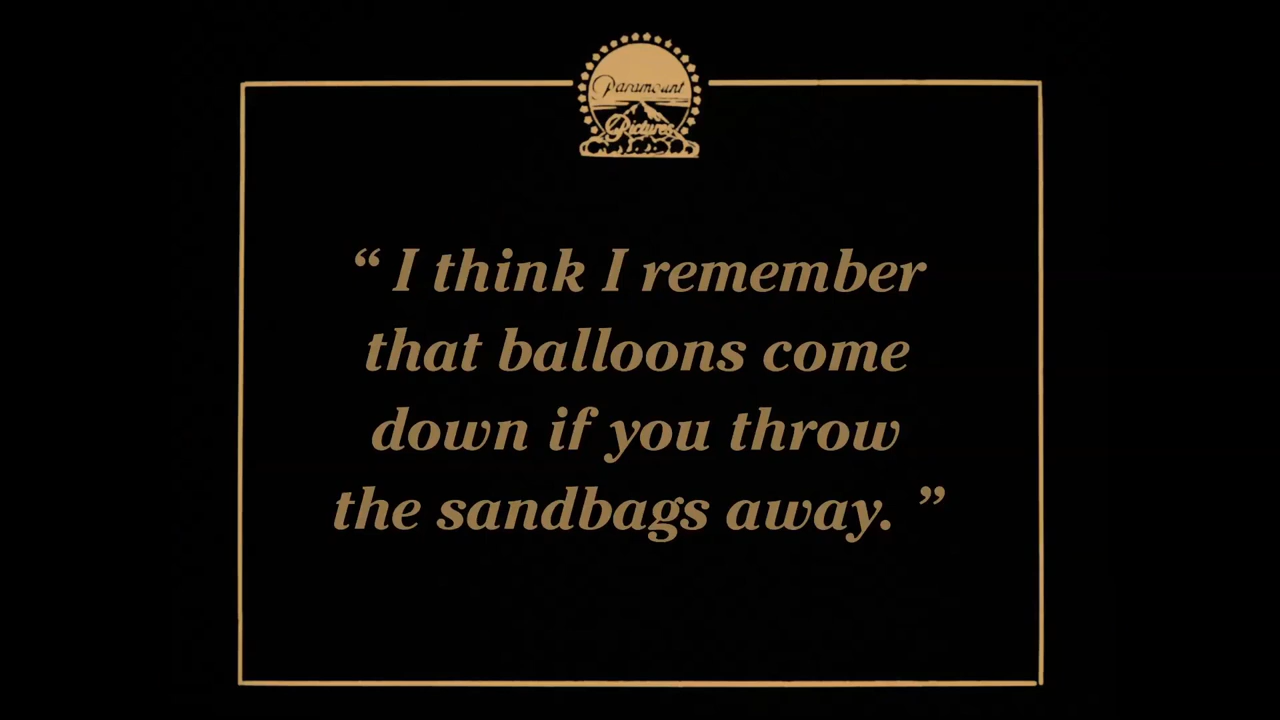 Paramount
Pictures
“ I think I remember
that balloons come
down if you throw
the sandbags away. ”